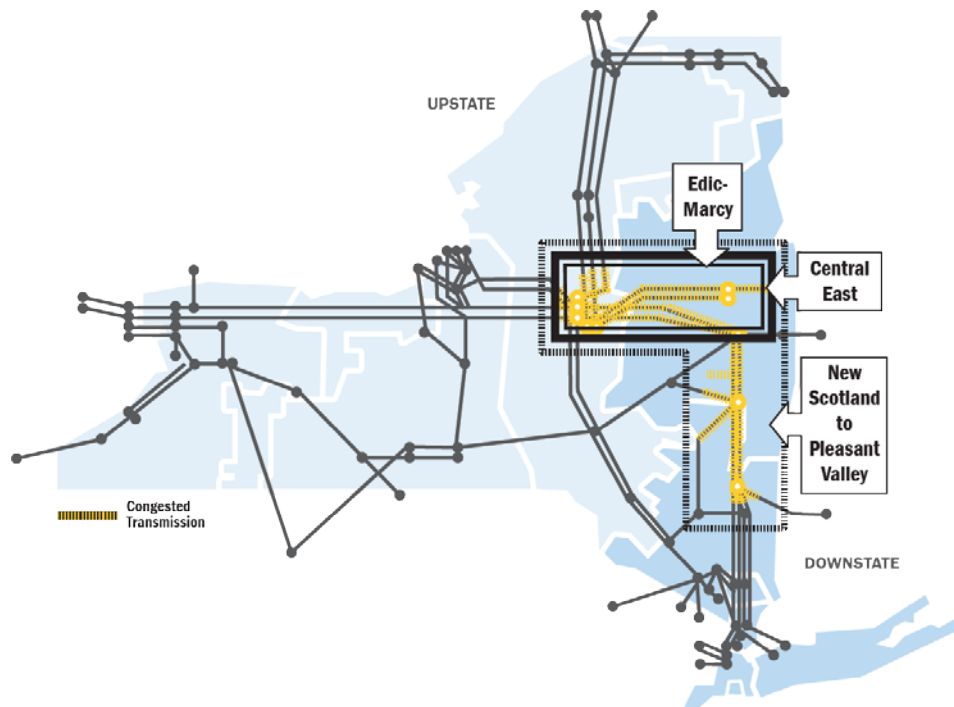 UPSTATE
Edic-
Marcy
Central
East
New
Scotland
to
Pleasant
Valley
Congested
Transmission
DOWNSTATE